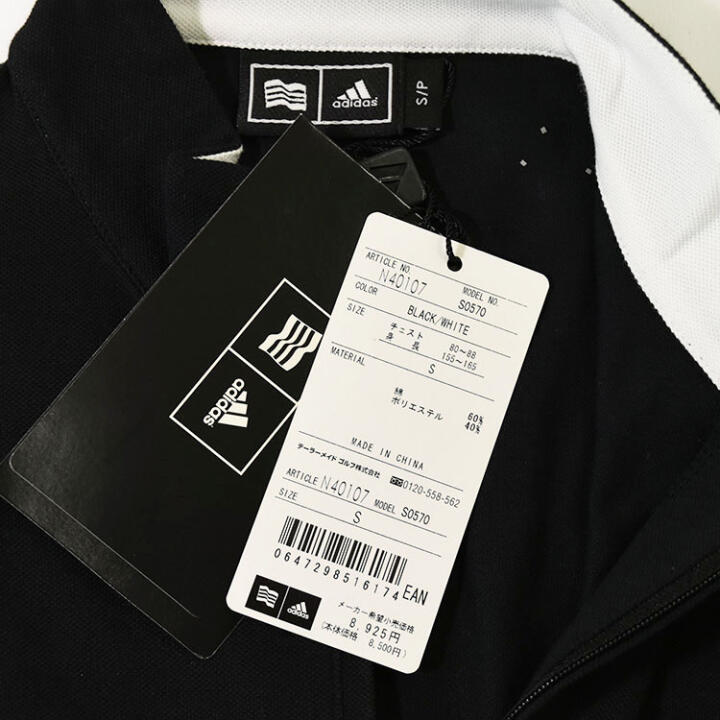 adidas
S/P
adidas
ARTICLE NO.
N40107
MODEL NO.
S0570
COLOR
BLACK/WHITE
SIZE
チェスト 80~88
身長 155~165
S
MATERIAL
綿 60%
ポリエステル 40%
MADE IN CHINA
テーラーメイド ゴルフ株式会社 0120-558-562
ARTICLE N40107 MODEL S0570
SIZE
S
0647298516174 EAN
adidas
メーカー希望小売価格
8,925円
(本体価格 8,500円)